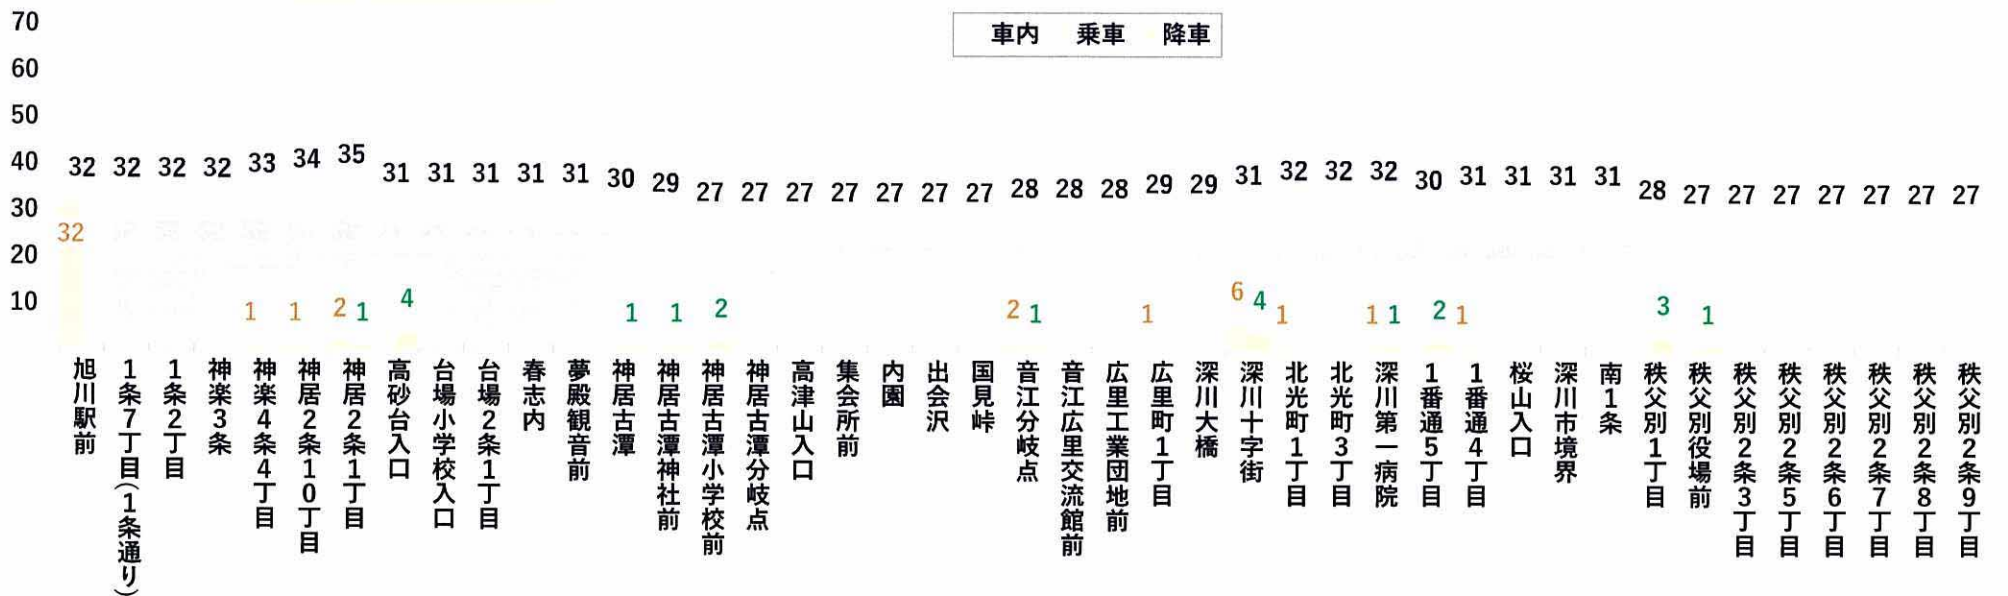 車内 乗車 降車
70
60
50
40
30
20
10
32 32 32 32 33 34 35 31 31 31 31 31 30 29 27 27 27 27 27 27 27 28 28 28 29 29 31 32 32 32 30 31 31 31 31 28 27 27 27 27 27 27 27
32
1 1 2 1 4 1 1 2 2 1 1 6 4 1 1 1 2 1 3 1
旭川駅前
1条7丁目(1条通り)
1条2丁目
神楽3条
神楽4条4丁目
神居2条10丁目
神居2条1丁目
高砂台入口
台場小学校入口
台場2条1丁目
春志内
夢殿観音前
神居古潭
神居古潭神社前
神居古潭小学校前
神居古潭分岐点
高津山入口
集会所前
内園
出会沢
国見峠
音江分岐点
音江広里交流館前
広里工業団地前
広里町1丁目
深川大橋
深川十字街
北光町1丁目
北光町3丁目
深川第一病院
1番通5丁目
1番通4丁目
桜山入口
深川市境界
南1条
秩父別1丁目
秩父別役場前
秩父別2条3丁目
秩父別2条5丁目
秩父別2条6丁目
秩父別2条7丁目
秩父別2条8丁目
秩父別2条9丁目